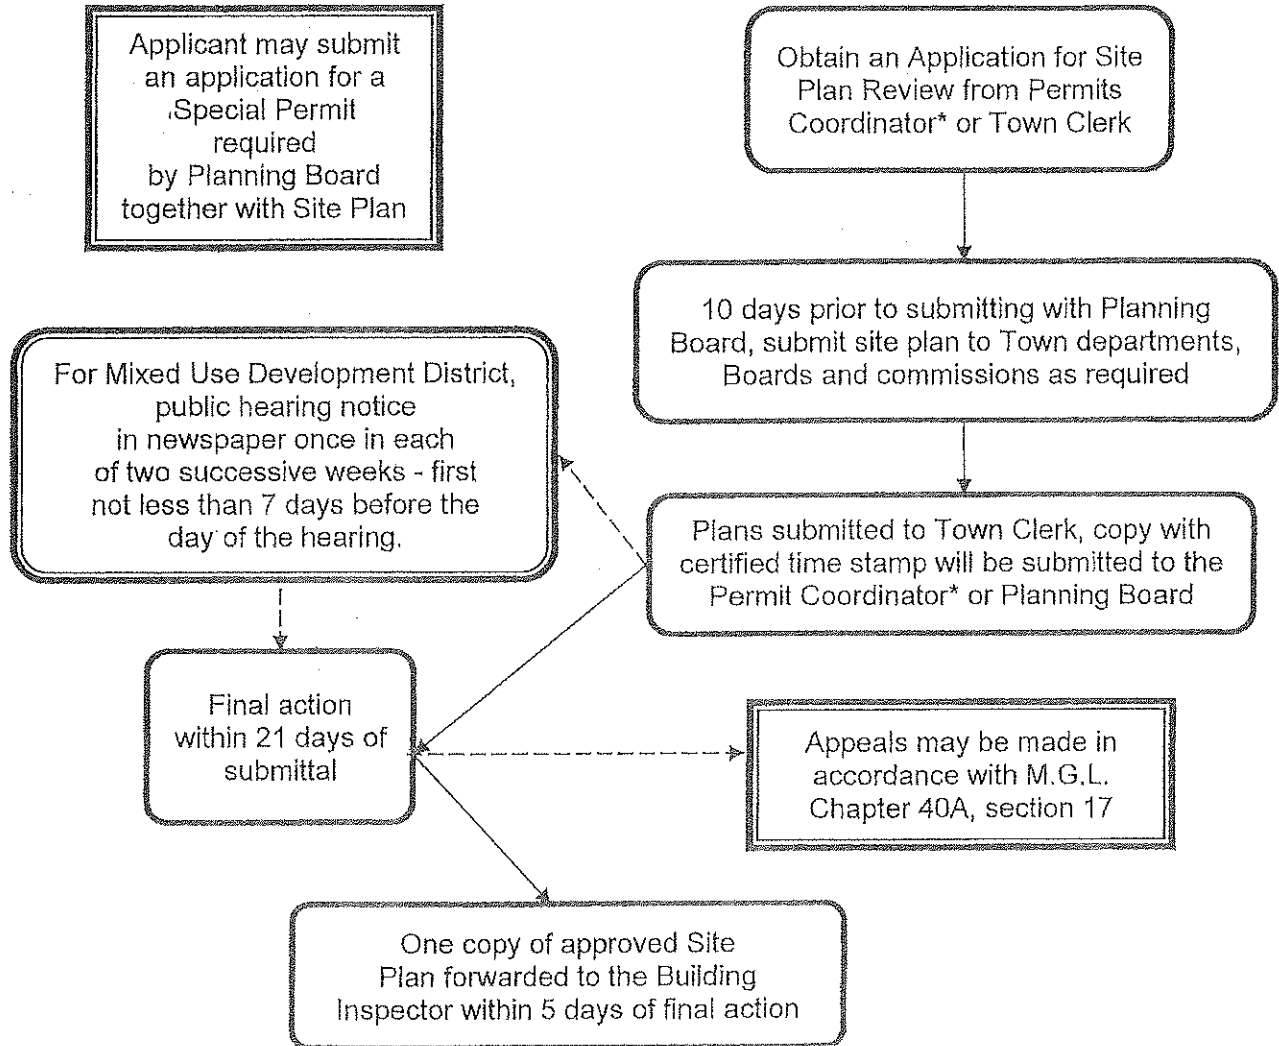 Applicant may submit
an application for a
Special Permit
required
by Planning Board
together with Site Plan
Obtain an Application for Site
Plan Review from Permits
Coordinator* or Town Clerk
10 days prior to submitting with Planning
Board, submit site plan to Town departments,
Boards and commissions as required
For Mixed Use Development District,
public hearing notice
in newspaper once in each
of two successive weeks - first
not less than 7 days before the
day of the hearing.
Plans submitted to Town Clerk, copy with
certified time stamp will be submitted to the
Permit Coordinator* or Planning Board
Final action
within 21 days of
submittal
Appeals may be made in
accordance with M.G.L.
Chapter 40A, section 17
One copy of approved Site
Plan forwarded to the Building
Inspector within 5 days of final action